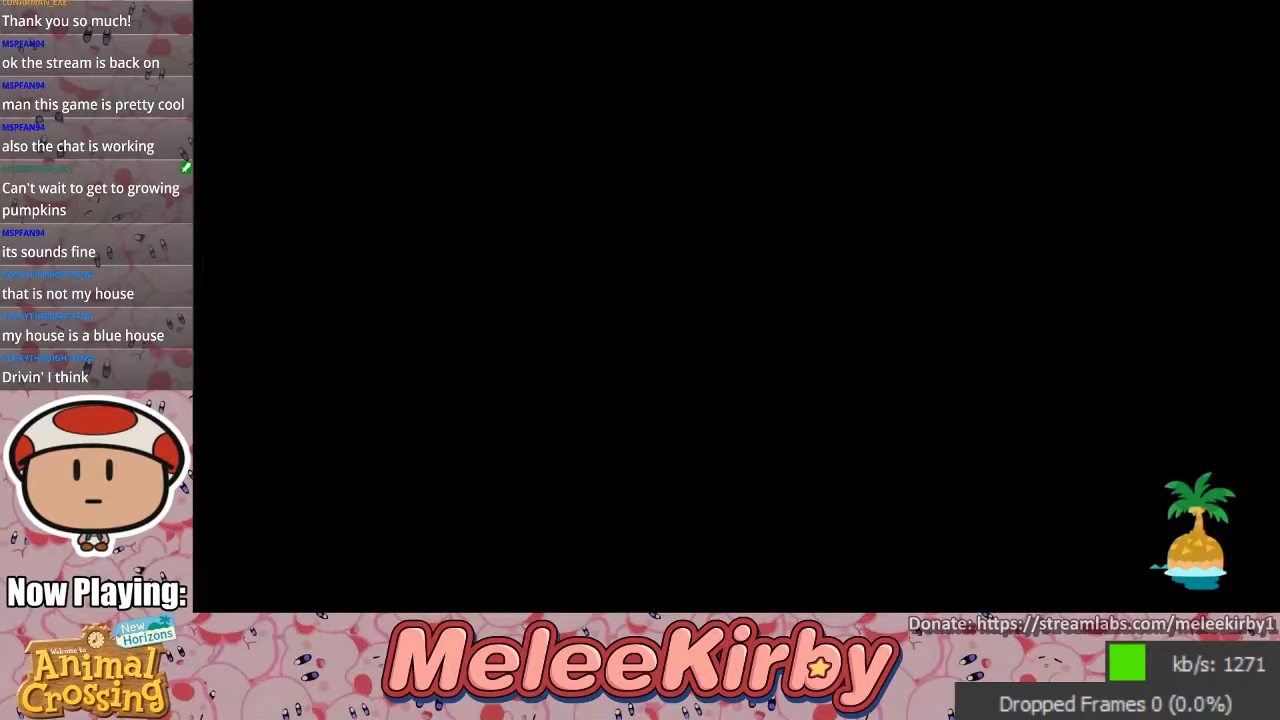 LUNARMAN_EXE
Thank you so much!
MSPFAN94
ok the stream is back on
MSPFAN94
man this game is pretty cool
MSPFAN94
also the chat is working
Can't wait to get to growing
pumpkins
MSPFAN94
its sounds fine
that is not my house
my house is a blue house
Drivin' I think
Now Playing:
Welcome to
Animal
Crossing
New
Horizons
MeleeKirby
Donate: https://streamlabs.com/meleekirby1
kb/s: 1271
Dropped Frames 0 (0.0%)